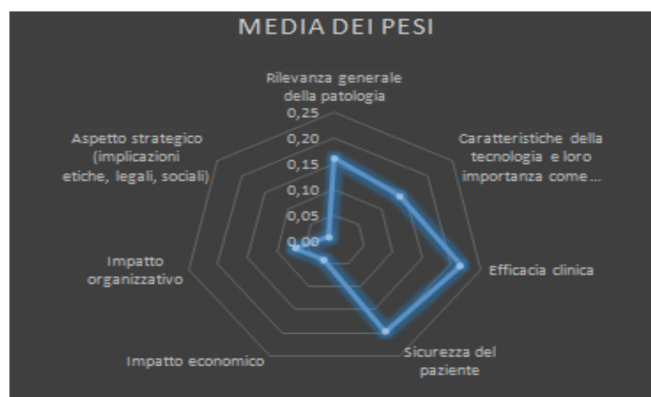 MEDIA DEI PESI
Rilevanza generale
della patologia
0,25
0,20
0,15
0,10
0,05
0,00
Caratteristiche della
tecnologia e loro
importanza come ...
Efficacia clinica
Sicurezza del
paziente
Impatto economico
Impatto
organizzativo
Aspetto strategico
(implicazioni
etiche, legali, sociali)